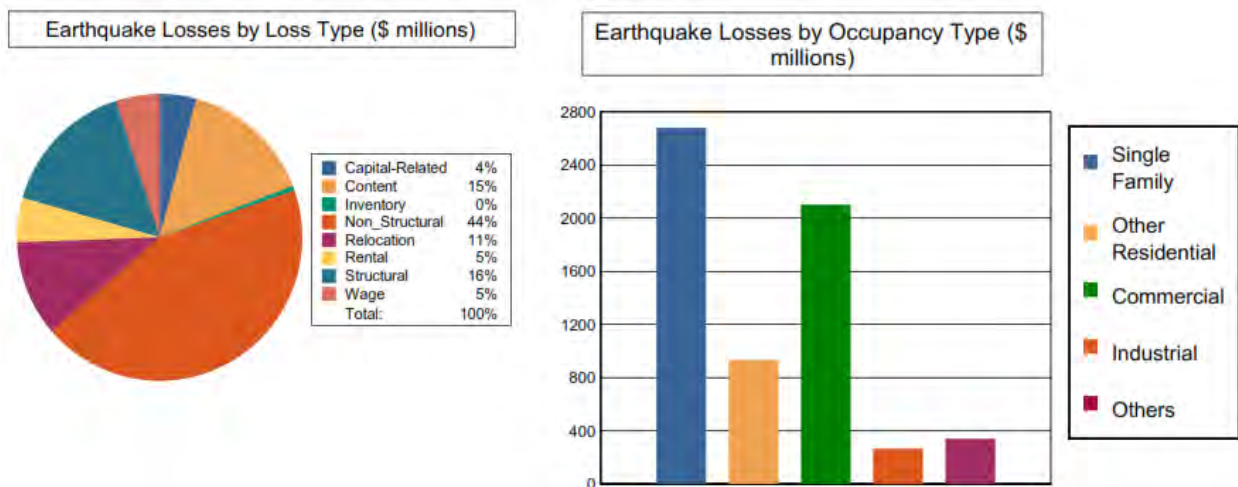 Earthquake Losses by Loss Type ($ millions)
Capital-Related 4%
Content 15%
Inventory 0%
Non_Structural 44%
Relocation 11%
Rental 5%
Structural 16%
Wage 5%
Total: 100%
Earthquake Losses by Occupancy Type ($
millions)
2800
2400
2000
1600
1200
800
400
0
Single
Family
Other
Residential
Commercial
Industrial
Others